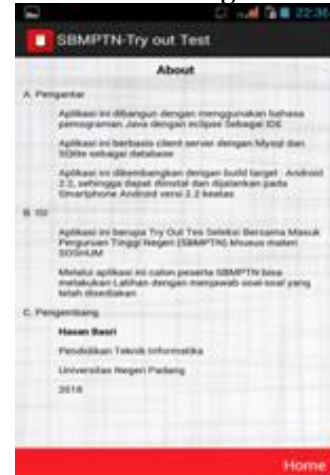 22:36
SBMPTN-Try out Test
About
A. Pengantar
Aplikasi ini dibangun dengan menggunakan bahasa
pemograman Java dengan eclipse Sebagai IDE
Aplikasi ini berbasis client server dengan Mysql dan
SQlite sebagai database
Aplikasi ini dikembangkan dengan build target Android
2.2, sehingga dapat diinstal dan dijalankan pada
Smartphone Android versi 2.2 keatas
B. ISI
Aplikasi ini berupa Try Out Tes Seleksi Bersama Masuk
Perguruan Tinggi Negeri (SBMPTN) khusus materi
SOSHUM
Melalui aplikasi ini calon peserta SBMPTN bisa
melakukan Latihan dengan menjawab soal-soal yang
telah disediakan
C. Pengembang
Hasan Basri
Pendidikan Teknik Informatika
Universitas Negeri Padang
2018
Home